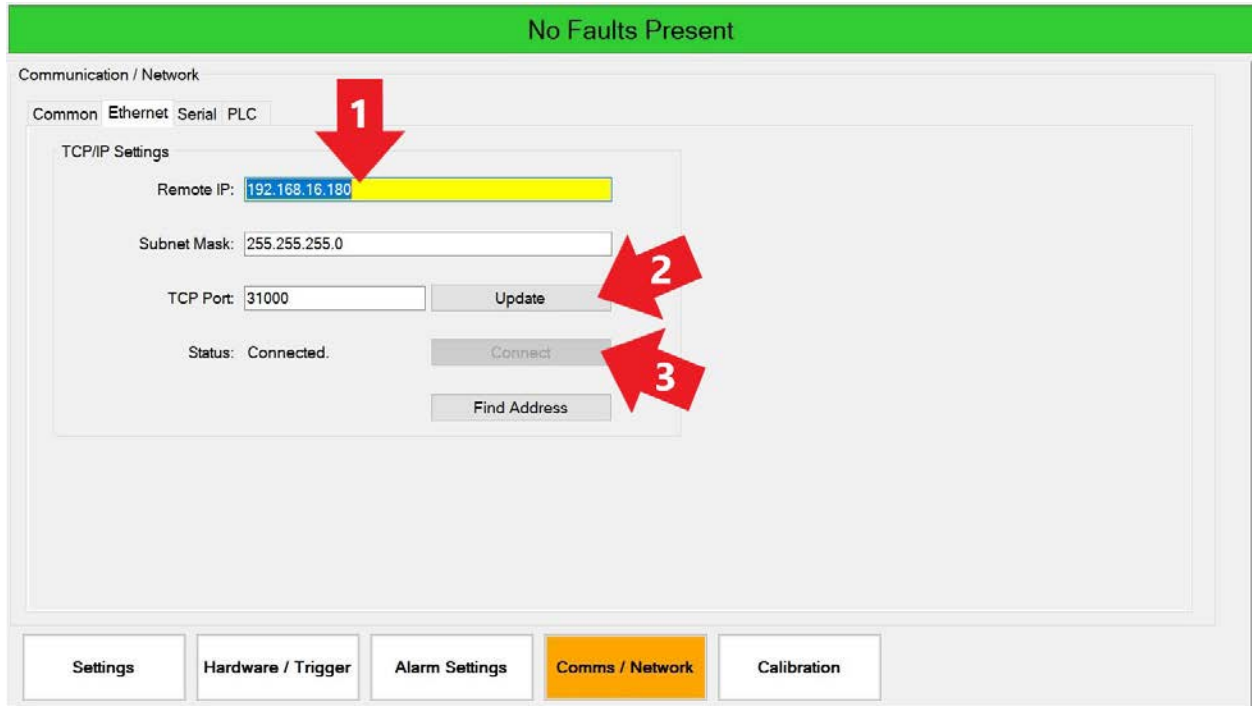 No Faults Present
Communication / Network
Common Ethernet Serial PLC
1
TCP/IP Settings
Remote IP: 192.168.16.180
Subnet Mask: 255.255.255.0
2
TCP Port: 31000 Update
Status: Connected. Connect
3
Find Address
Settings Hardware / Trigger Alarm Settings Comms / Network Calibration